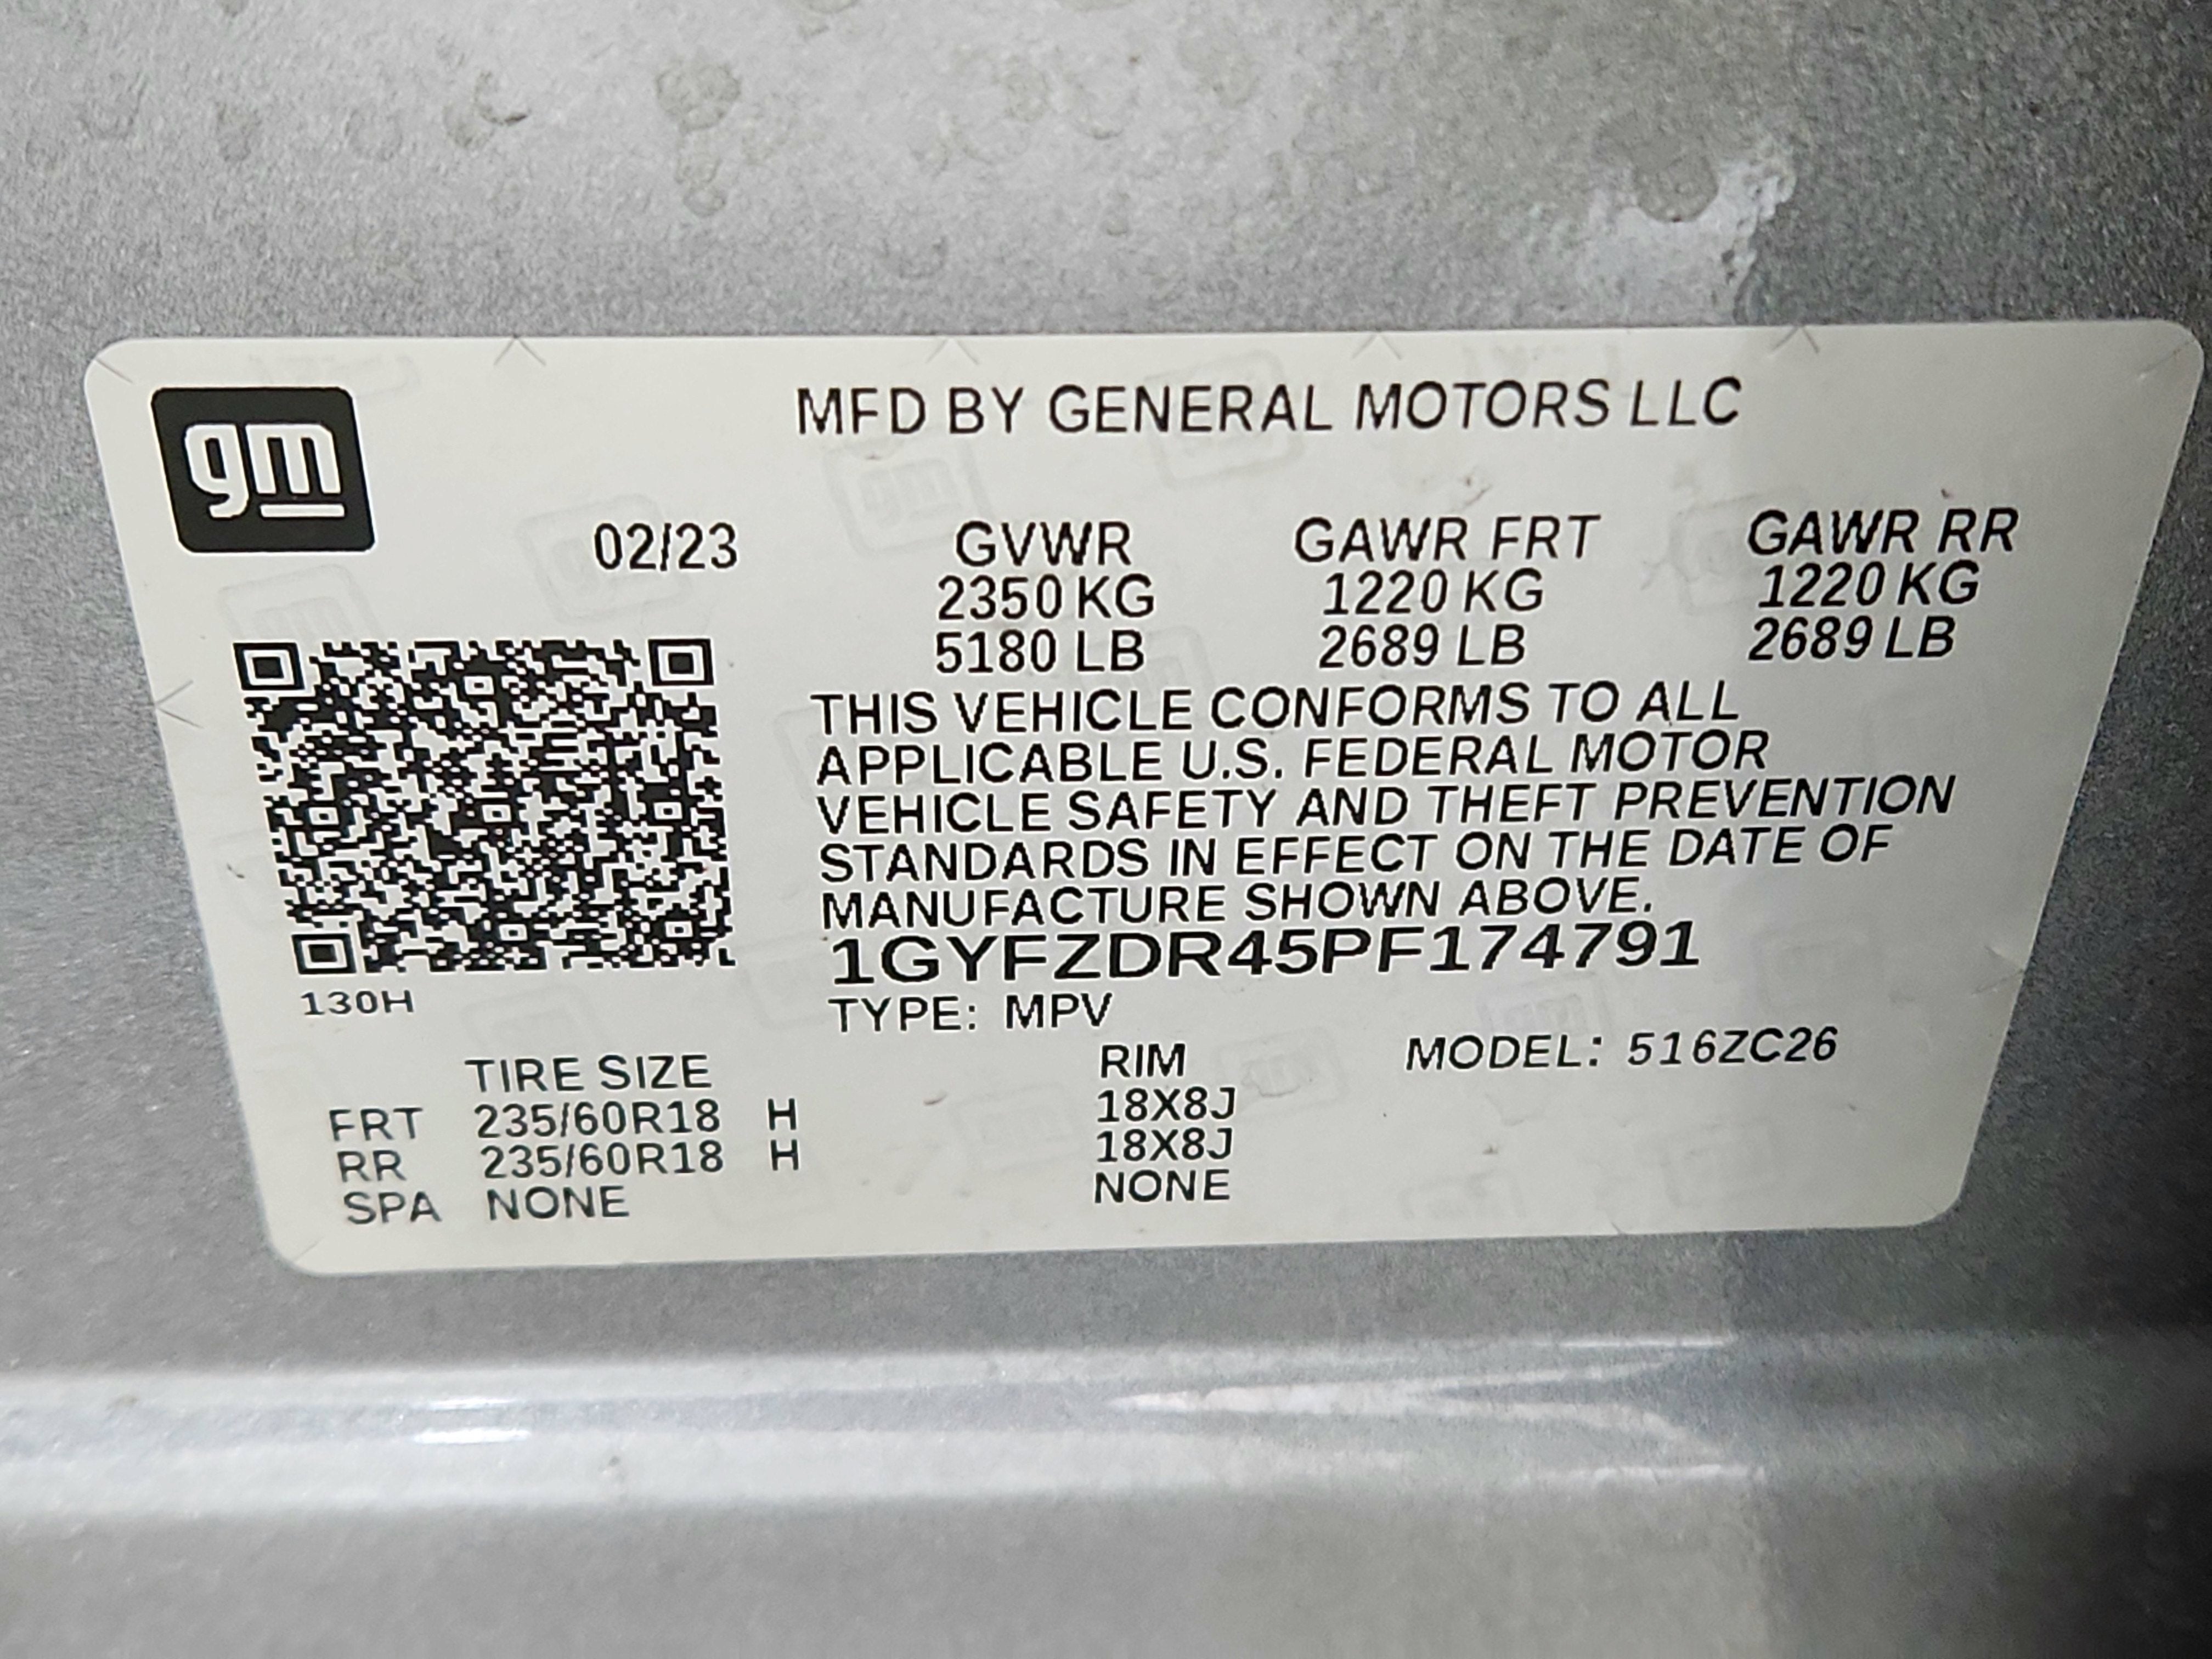 gm
MFD BY GENERAL MOTORS LLC
02/23 GVWR GAWR FRT GAWR RR
2350 KG 1220 KG 1220 KG
5180 LB 2689 LB 2689 LB
THIS VEHICLE CONFORMS TO ALL
APPLICABLE U.S. FEDERAL MOTOR
VEHICLE SAFETY AND THEFT PREVENTION
STANDARDS IN EFFECT ON THE DATE OF
MANUFACTURE SHOWN ABOVE.
1GYFZDR45PF174791
130H
TYPE: MPV
MODEL: 516ZC26
TIRE SIZE RIM
FRT 235/60R18 H 18X8J
RR 235/60R18 H 18X8J
SPA NONE NONE